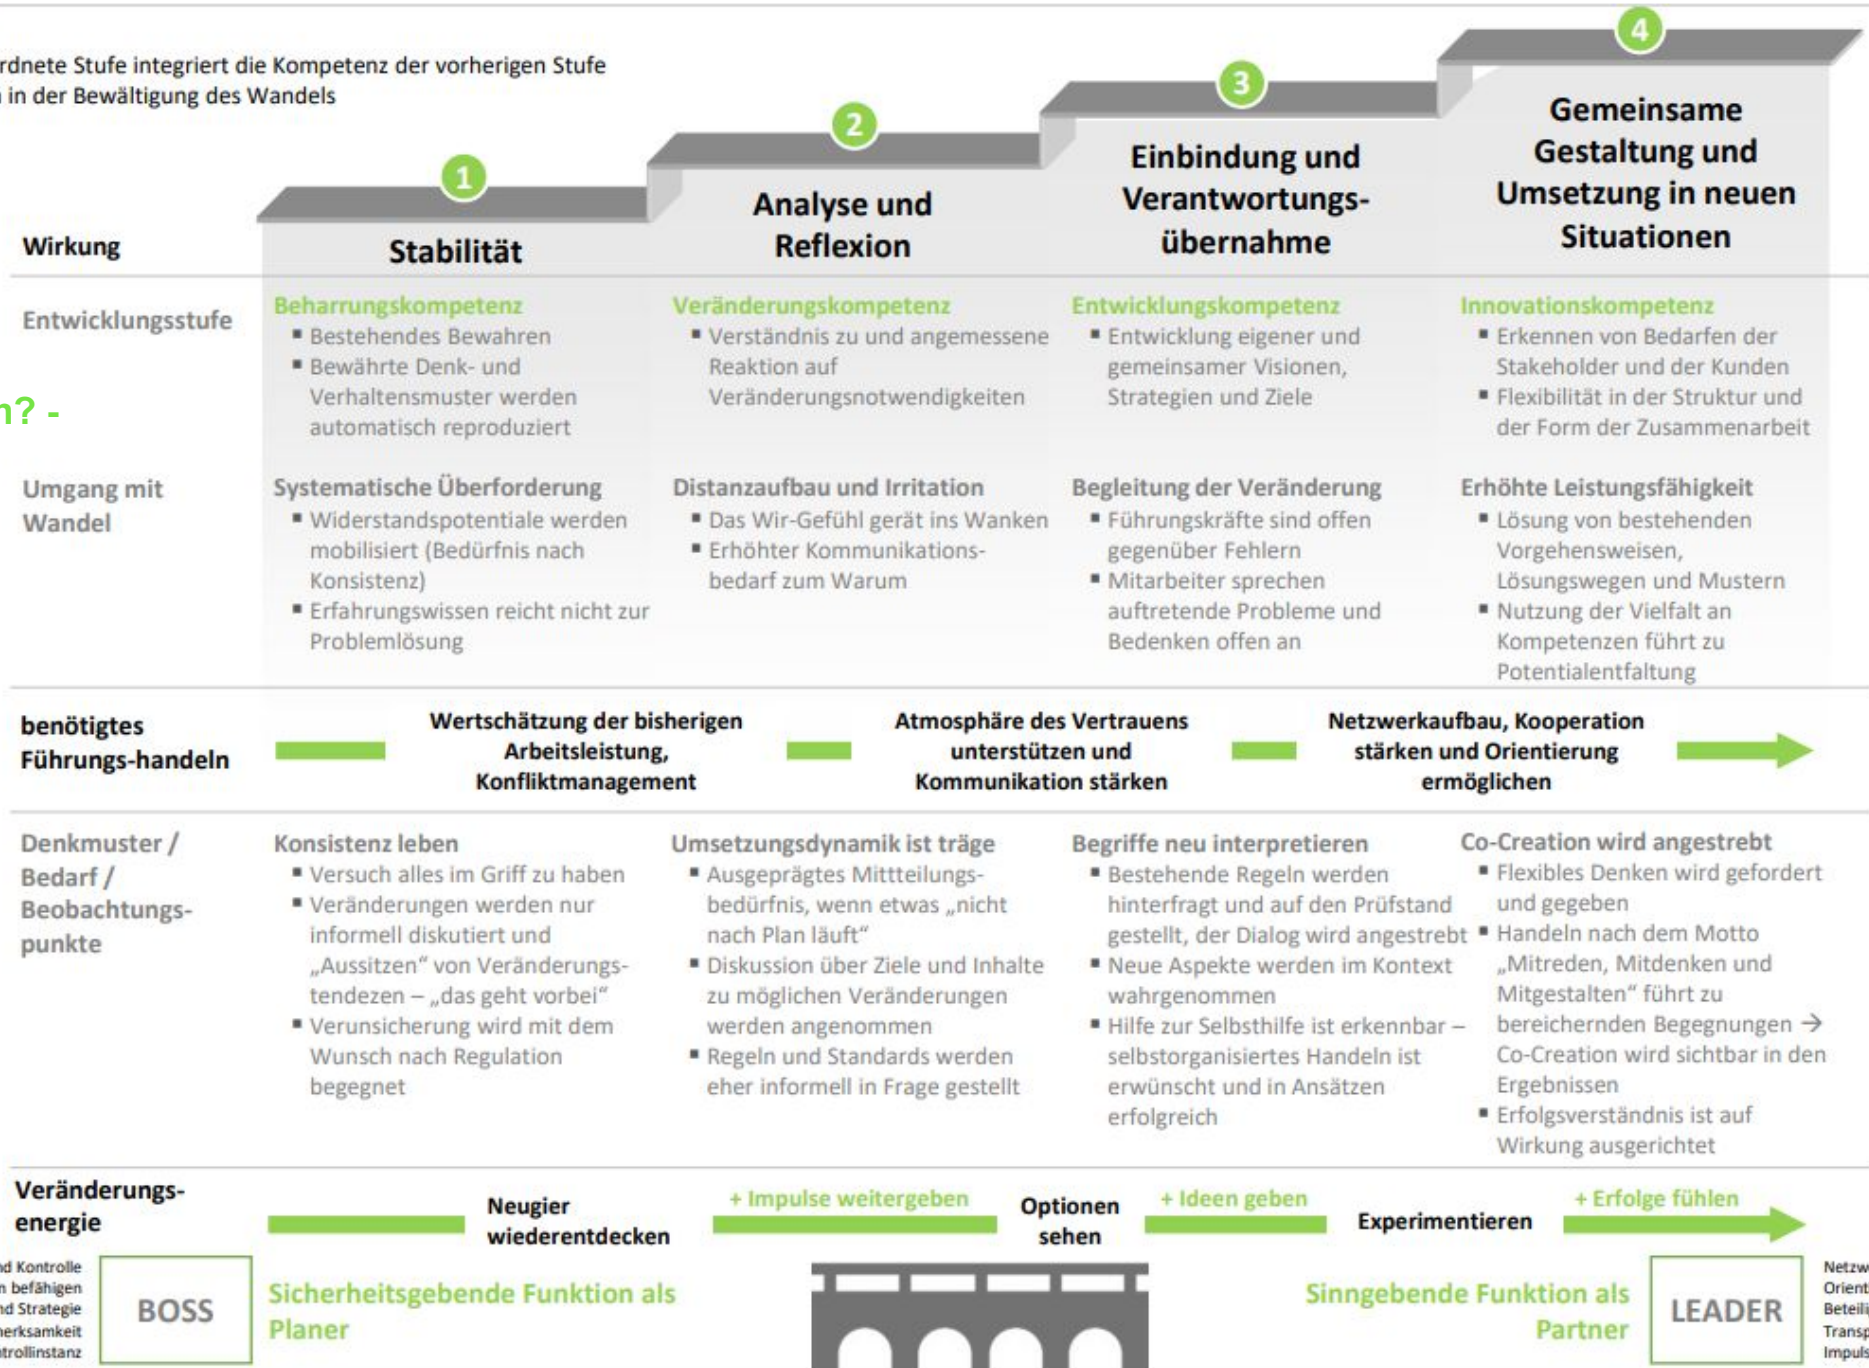 rdnete Stufe integriert die Kompetenz der vorherigen Stufe
in der Bewältigung des Wandels
1
2
3
4
Wirkung
Stabilität
Analyse und
Reflexion
Einbindung und
Verantwortungs-
übernahme
Gemeinsame
Gestaltung und
Umsetzung in neuen
Situationen
Entwicklungsstufe
Beharrungskompetenz
▪ Bestehendes Bewahren
▪ Bewährte Denk- und
Verhaltensmuster werden
automatisch reproduziert
Veränderungskompetenz
▪ Verständnis zu und angemessene
Reaktion auf
Veränderungsnotwendigkeiten
Entwicklungskompetenz
▪ Entwicklung eigener und
gemeinsamer Visionen,
Strategien und Ziele
Innovationskompetenz
▪ Erkennen von Bedarfen der
Stakeholder und der Kunden
▪ Flexibilität in der Struktur und
der Form der Zusammenarbeit
n? -
Umgang mit
Wandel
Systematische Überforderung
▪ Widerstandspotentiale werden
mobilisiert (Bedürfnis nach
Konsistenz)
▪ Erfahrungswissen reicht nicht zur
Problemlösung
Distanzaufbau und Irritation
▪ Das Wir-Gefühl gerät ins Wanken
▪ Erhöhter Kommunikations-
bedarf zum Warum
Begleitung der Veränderung
▪ Führungskräfte sind offen
gegenüber Fehlern
▪ Mitarbeiter sprechen
auftretende Probleme und
Bedenken offen an
Erhöhte Leistungsfähigkeit
▪ Lösung von bestehenden
Vorgehensweisen,
Lösungswegen und Mustern
▪ Nutzung der Vielfalt an
Kompetenzen führt zu
Potentialentfaltung
benötigtes
Führungs-handeln
Wertschätzung der bisherigen
Arbeitsleistung,
Konfliktmanagement
Atmosphäre des Vertrauens
unterstützen und
Kommunikation stärken
Netzwerkaufbau, Kooperation
stärken und Orientierung
ermöglichen
Denkmuster /
Bedarf /
Beobachtungs-
punkte
Konsistenz leben
▪ Versuch alles im Griff zu haben
▪ Veränderungen werden nur
informell diskutiert und
„Aussitzen“ von Veränderungs-
tendezen – „das geht vorbei“
▪ Verunsicherung wird mit dem
Wunsch nach Regulation
begegnet
Umsetzungsdynamik ist träge
▪ Ausgeprägtes Mittteilungs-
bedürfnis, wenn etwas „nicht
nach Plan läuft“
▪ Diskussion über Ziele und Inhalte
zu möglichen Veränderungen
werden angenommen
▪ Regeln und Standards werden
eher informell in Frage gestellt
Begriffe neu interpretieren
▪ Bestehende Regeln werden
hinterfragt und auf den Prüfstand
gestellt, der Dialog wird angestrebt
▪ Neue Aspekte werden im Kontext
wahrgenommen
▪ Hilfe zur Selbsthilfe ist erkennbar –
selbstorganisiertes Handeln ist
erwünscht und in Ansätzen
erfolgreich
Co-Creation wird angestrebt
▪ Flexibles Denken wird gefordert
und gegeben
▪ Handeln nach dem Motto
„Mitreden, Mitdenken und
Mitgestalten“ führt zu
bereichernden Begegnungen →
Co-Creation wird sichtbar in den
Ergebnissen
▪ Erfolgsverständnis ist auf
Wirkung ausgerichtet
Veränderungs-
energie
Neugier
wiederentdecken
+ Impulse weitergeben
Optionen
sehen
+ Ideen geben
Experimentieren
+ Erfolge fühlen
nd Kontrolle
n befähigen
nd Strategie
nerksamkeit
ntrollinstanz
BOSS
Sicherheitsgebende Funktion als
Planer
Sinngebende Funktion als
Partner
LEADER
Netzw
Orient
Beteili
Transp
Impuls